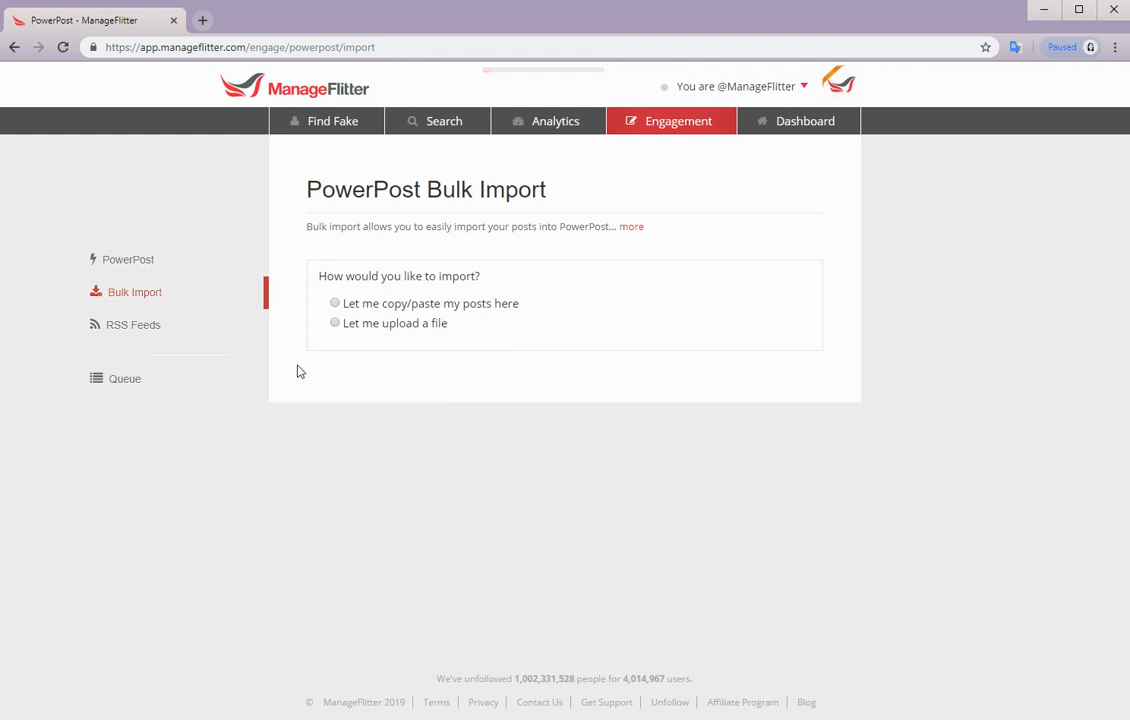 PowerPost - ManageFlitter
https://app.manageflitter.com/engage/powerpost/import
Paused
ManageFlitter
You are @ManageFlitter
Find Fake
Search
Analytics
Engagement
Dashboard
PowerPost Bulk Import
Bulk import allows you to easily import your posts into PowerPost... more
PowerPost
Bulk Import
RSS Feeds
Queue
How would you like to import?
Let me copy/paste my posts here
Let me upload a file
We've unfollowed 1,002,331,528 people for 4,014,967 users.
© ManageFlitter 2019 | Terms | Privacy | Contact Us | Get Support | Unfollow | Affiliate Program | Blog